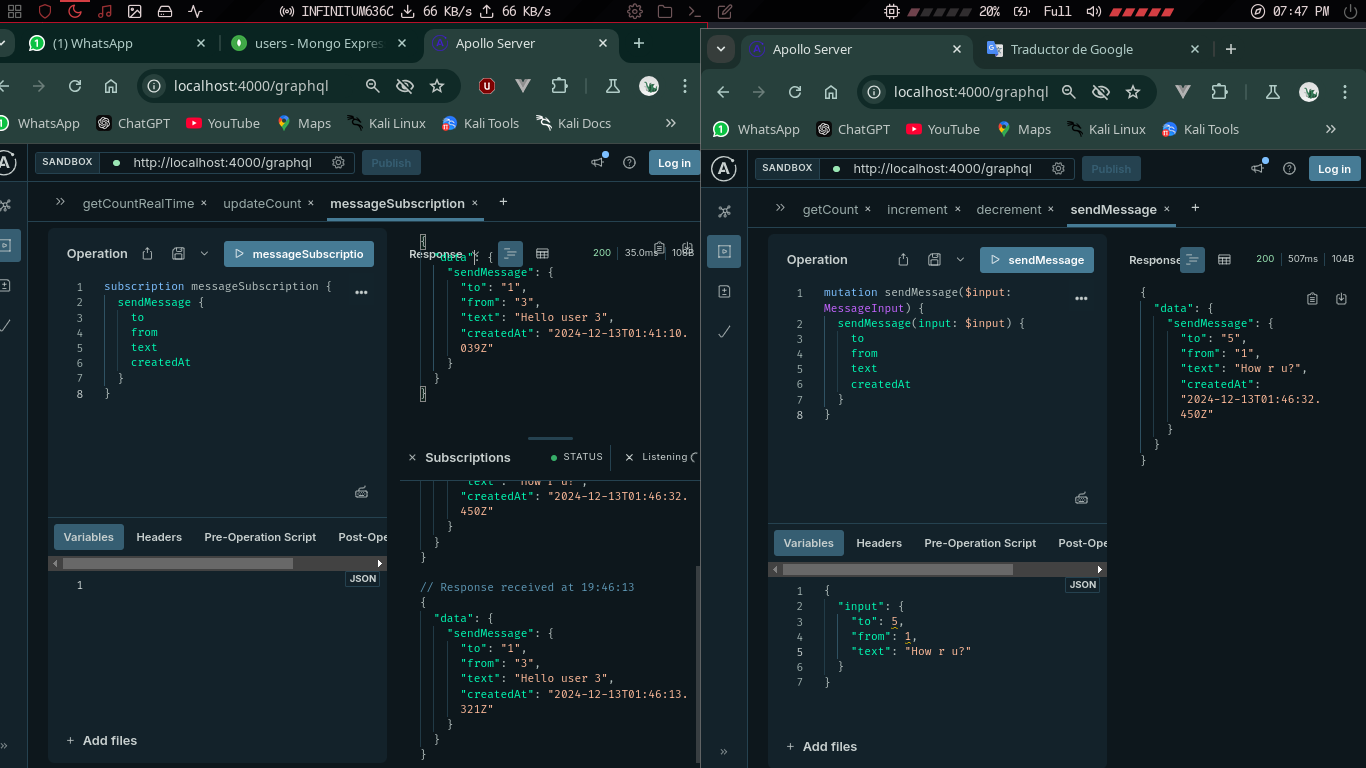 INFINITUM636C 66 KB/s 66 KB/s
20% Full 07:47 PM
(1) WhatsApp
users - Mongo Expres
Apollo Server
localhost:4000/graphql
WhatsApp ChatGPT YouTube Maps Kali Linux Kali Tools Kali Docs
SANDBOX http://localhost:4000/graphql Publish Log in
getCountRealTime updateCount messageSubscription
Operation messageSubscriptio
1 subscription messageSubscription {
2 sendMessage {
3 to
4 from
5 text
6 createdAt
7 }
8 }
Variables Headers Pre-Operation Script Post-Ope
JSON
1
+ Add files
Response 200 35.0ms 108B
{
"data": {
"sendMessage": {
"to": "1",
"from": "3",
"text": "Hello user 3",
"createdAt": "2024-12-13T01:41:10.
039Z"
}
}
}
Subscriptions STATUS Listening
"text": "How r u?",
"createdAt": "2024-12-13T01:46:32.
450Z"
}
}
}
// Response received at 19:46:13
{
"data": {
"sendMessage": {
"to": "1",
"from": "3",
"text": "Hello user 3",
"createdAt": "2024-12-13T01:46:13.
321Z"
}
}
}
Apollo Server
Traductor de Google
localhost:4000/graphql
WhatsApp ChatGPT YouTube Maps Kali Linux Kali Tools
SANDBOX http://localhost:4000/graphql Publish Log in
getCount increment decrement sendMessage
Operation sendMessage
1 mutation sendMessage($input:
MessageInput) {
2 sendMessage(input: $input) {
3 to
4 from
5 text
6 createdAt
7 }
8 }
Variables Headers Pre-Operation Script Post-Ope
JSON
1 {
2 "input": {
3 "to": 5,
4 "from": 1,
5 "text": "How r u?"
6 }
7 }
+ Add files
Response 200 507ms 104B
{
"data": {
"sendMessage": {
"to": "5",
"from": "1",
"text": "How r u?",
"createdAt":
"2024-12-13T01:46:32.
450Z"
}
}
}